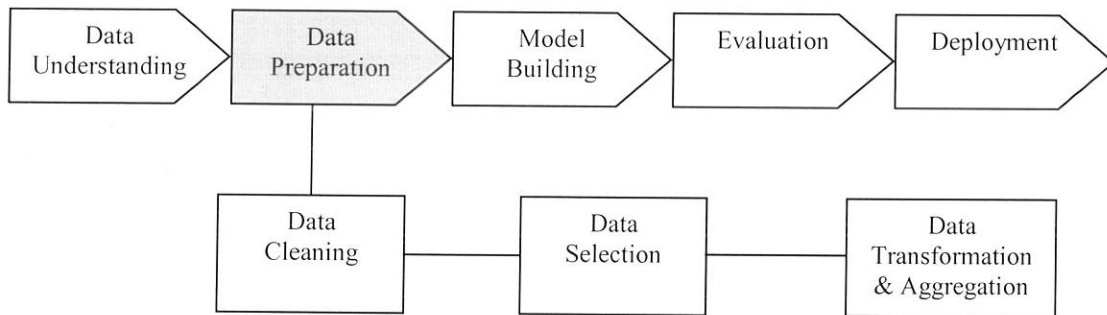 Data
Understanding
Data
Preparation
Model
Building
Evaluation
Deployment
Data
Cleaning
Data
Selection
Data
Transformation
& Aggregation